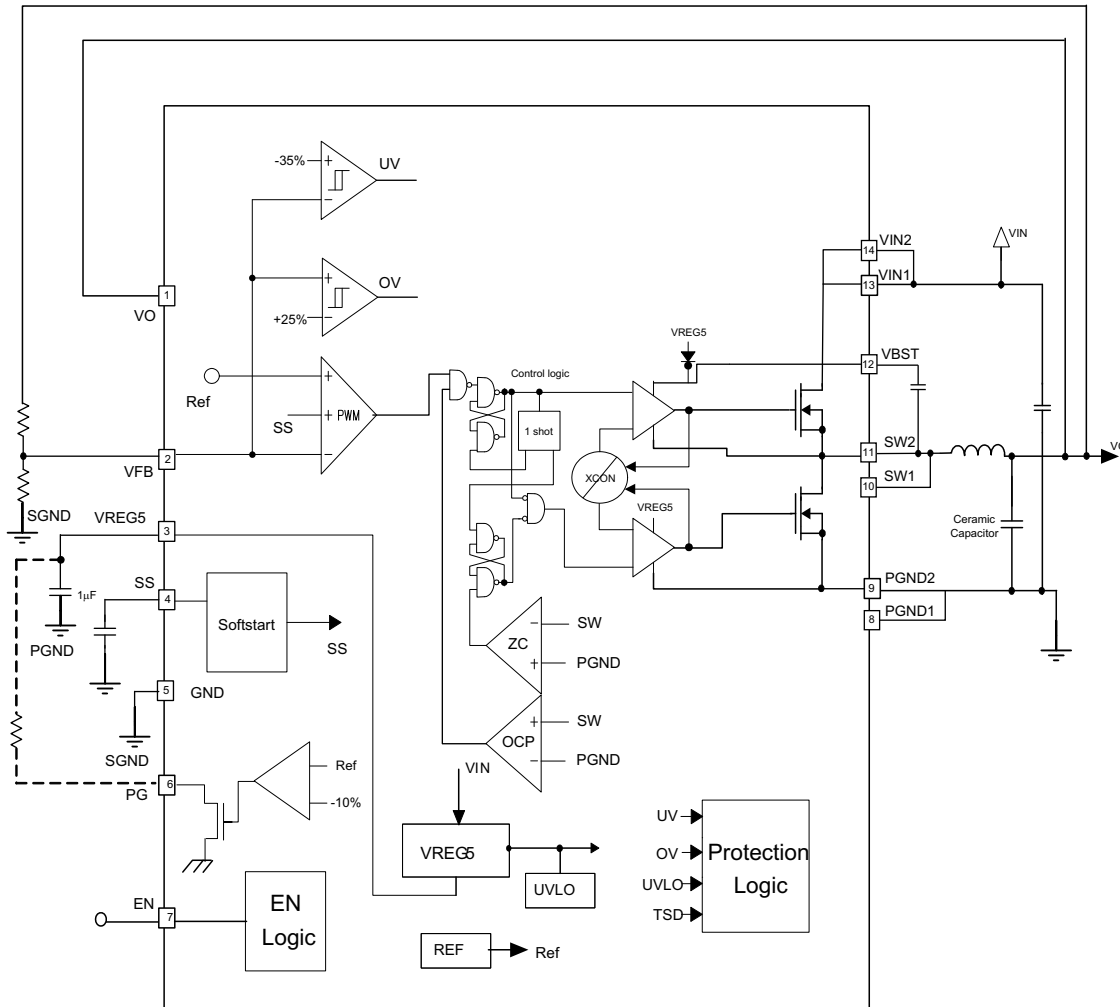 -35%
+
−
UV
+
−
OV
+25%
1
VO
Ref
SS
+
+
−
PWM
2
VFB
SGND
VREG5
3
1µF
PGND
SS
4
Softstart
SS
5
GND
SGND
PG
6
Ref
-10%
EN
7
EN
Logic
Control logic
1 shot
VREG5
XCON
VREG5
−
+
ZC
SW
PGND
+
−
OCP
SW
PGND
VIN
VREG5
UVLO
REF
Ref
UV
OV
UVLO
TSD
Protection
Logic
VIN2
14
VIN1
13
VIN
VBST
12
SW2
11
SW1
10
Ceramic
Capacitor
PGND2
9
PGND1
8